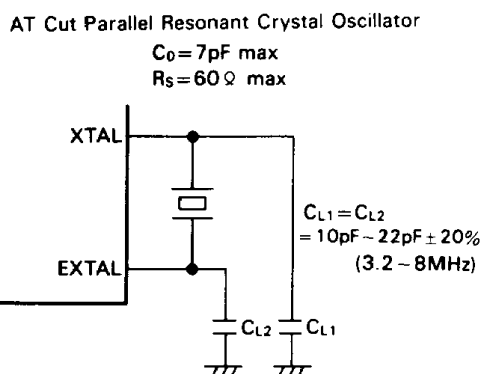 AT Cut Parallel Resonant Crystal Oscillator
C₀=7pF max
Rs=60Ω max
XTAL
CL1=CL2
=10pF~22pF±20%
(3.2~8MHz)
EXTAL
CL2
CL1